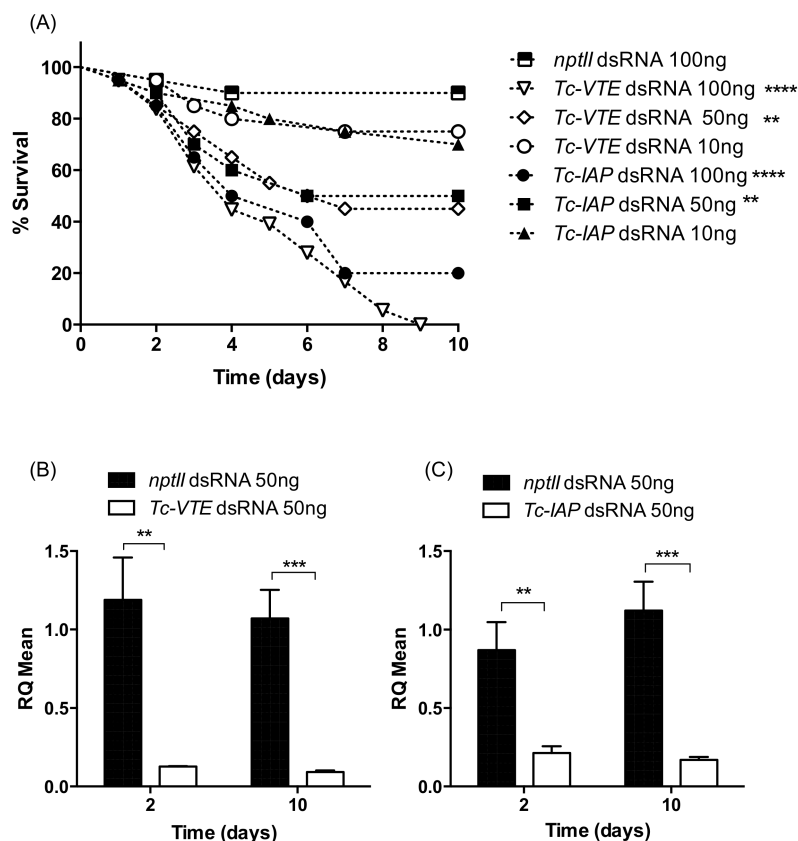 (A)
nptII dsRNA 100ng
Tc-VTE dsRNA 100ng ****
Tc-VTE dsRNA 50ng **
Tc-VTE dsRNA 10ng
Tc-IAP dsRNA 100ng ****
Tc-IAP dsRNA 50ng **
Tc-IAP dsRNA 10ng
% Survival
100
80
60
40
20
0
0 2 4 6 8 10
Time (days)
(B)
nptII dsRNA 50ng
Tc-VTE dsRNA 50ng
RQ Mean
1.5
1.0
0.5
0.0
**
***
2 10
Time (days)
(C)
nptII dsRNA 50ng
Tc-IAP dsRNA 50ng
RQ Mean
1.5
1.0
0.5
0.0
**
***
2 10
Time (days)